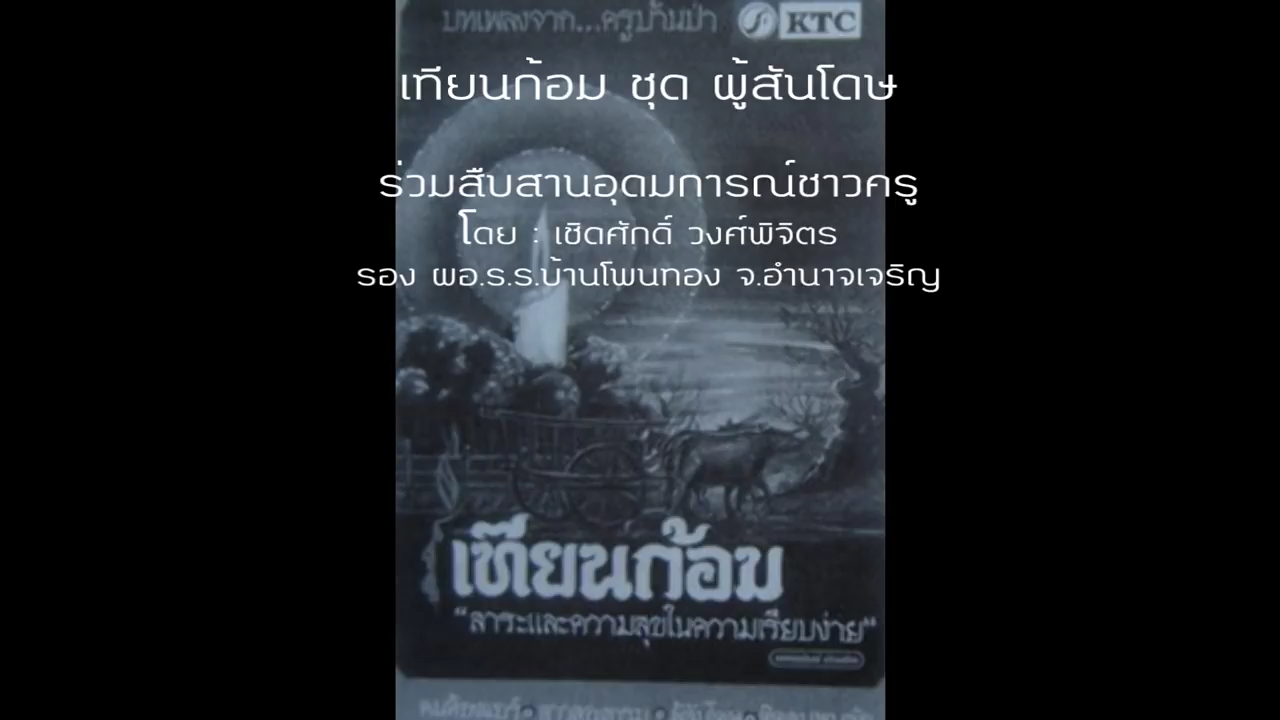 บทเพลงจาก...ครูบ้านป่า KTC
เทียนก้อม ชุด ผู้สันโดษ
ร่วมสืบสานอุดมการณ์ชาวครู
โดย : เชิดศักดิ์ วงศ์พิจิตร
รอง ผอ.ร.ร.บ้านโพนทอง จ.อำนาจเจริญ
เทียนก้อม
"สาระและความสุขในความเรียบง่าย"